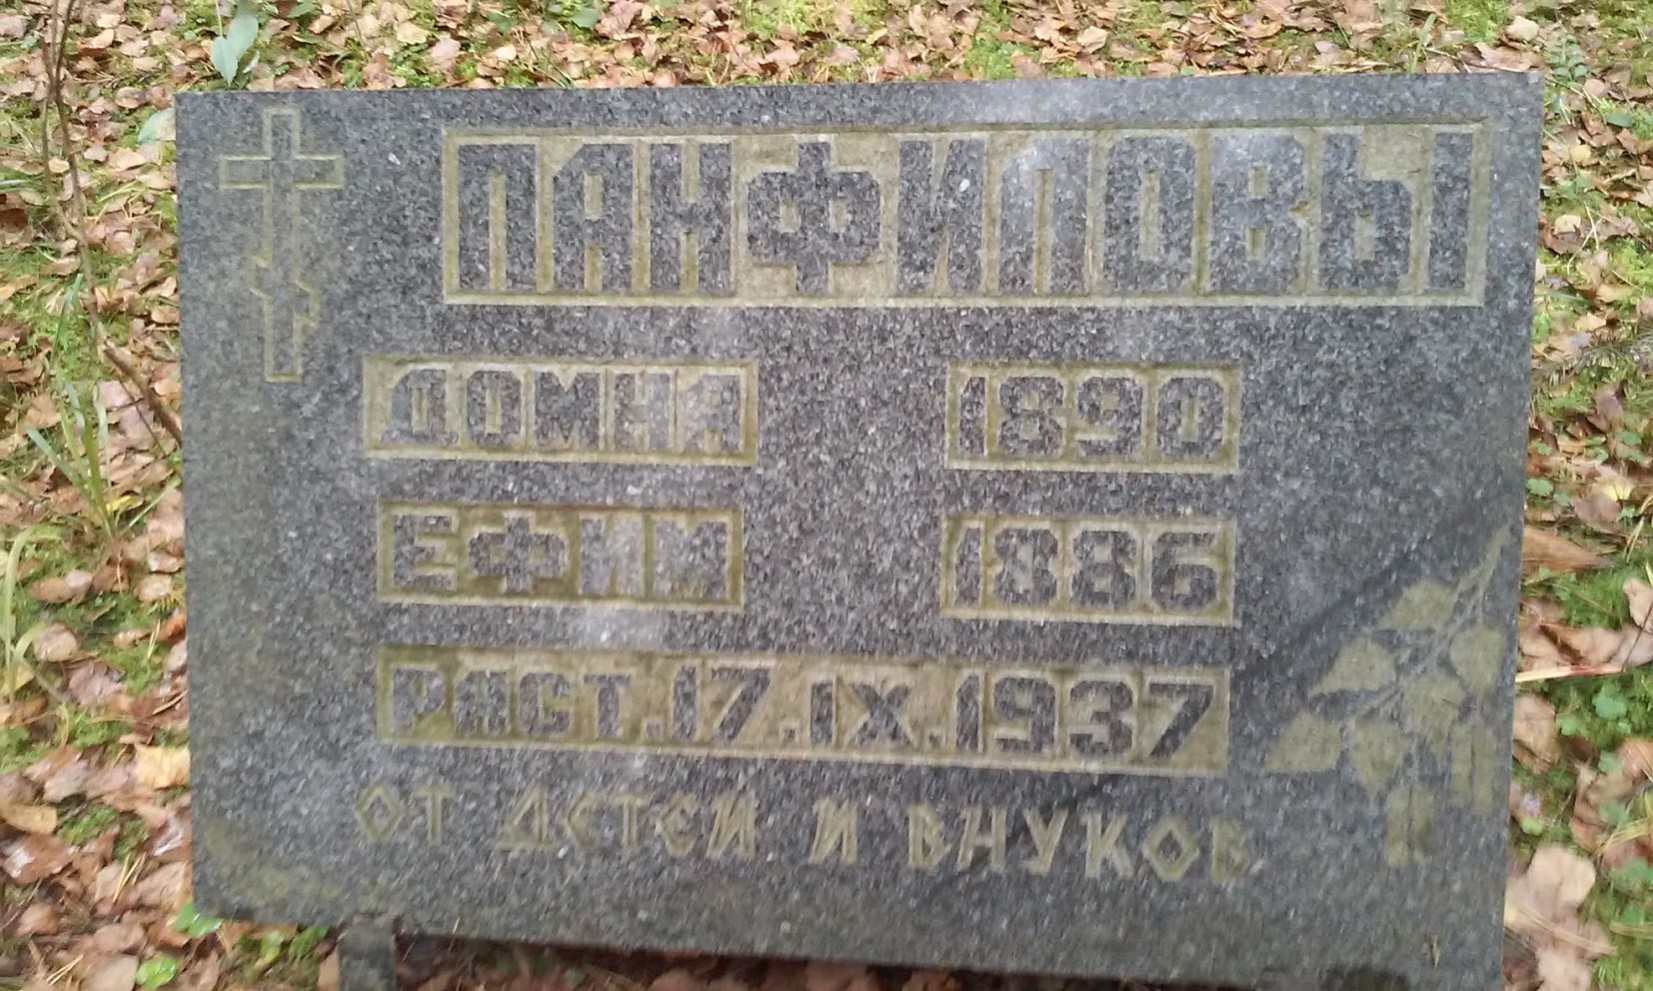 ПАНФИЛОВЫ
ДОМНА 1890
ЕФИМ 1886
РАСТ.17.IX.1937
ОТ ДЕТЕЙ И ВНУКОВ